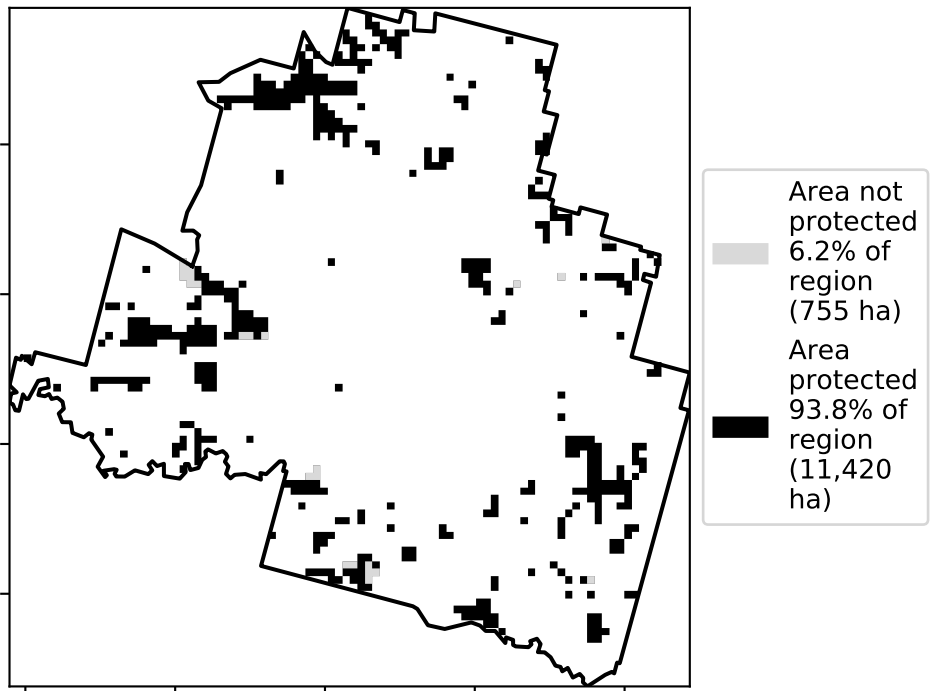 Area not
protected
6.2% of
region
(755 ha)
Area
protected
93.8% of
region
(11,420
ha)